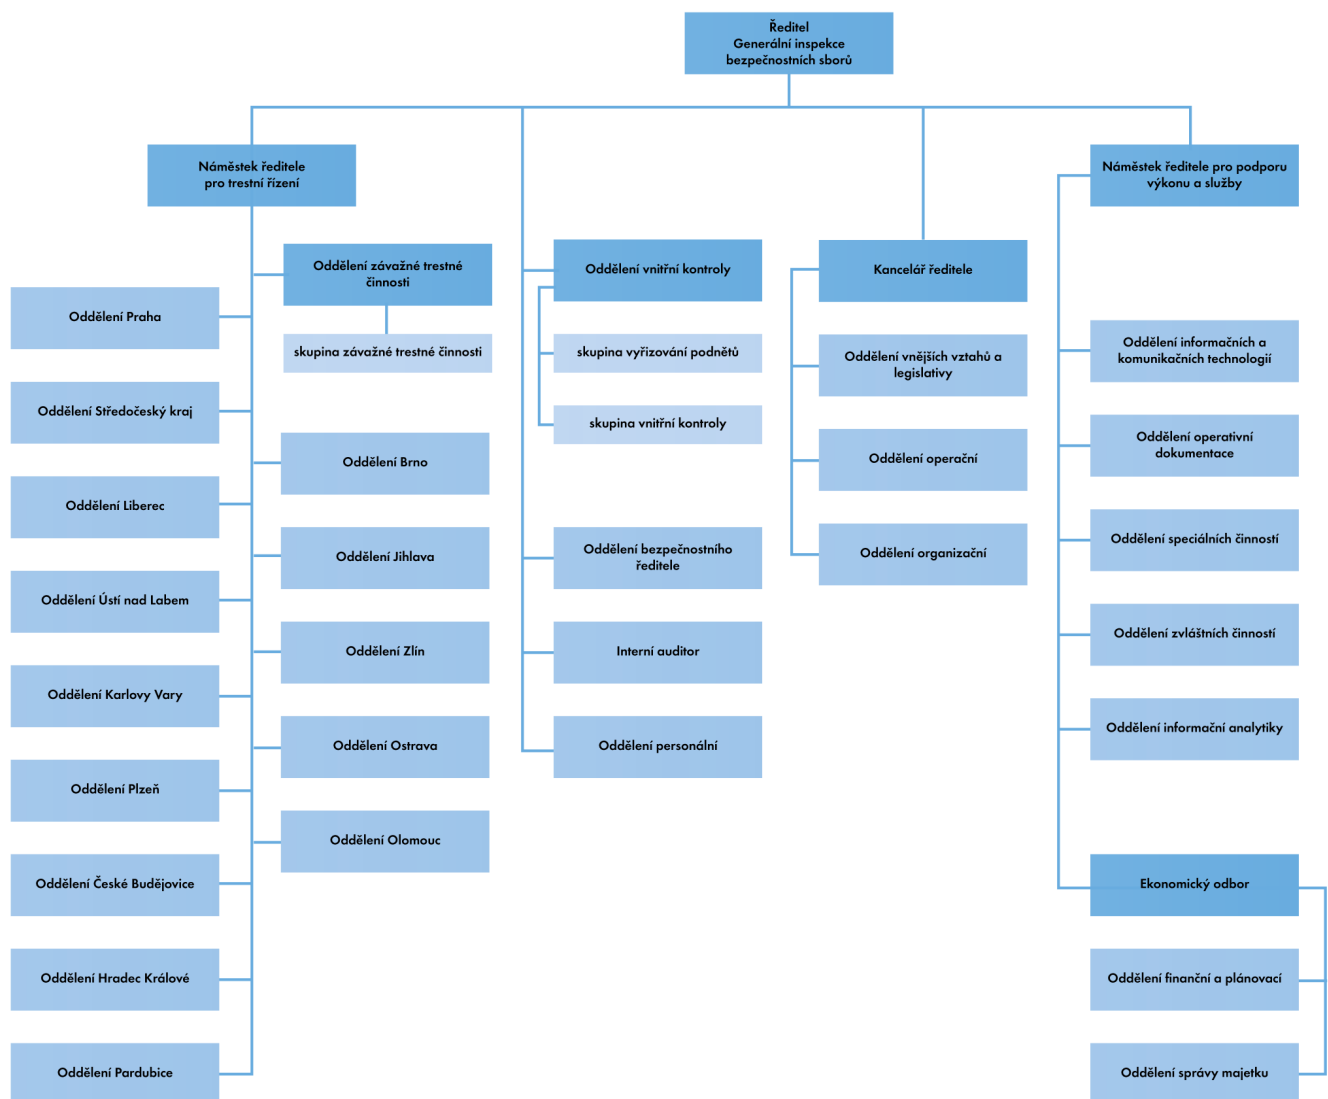 Ředitel
Generální inspekce
bezpečnostních sborů
Náměstek ředitele
pro trestní řízení
Náměstek ředitele pro podporu
výkonu a služby
Oddělení závažné trestné
činnosti
skupina závažné trestné činnosti
Oddělení Praha
Oddělení Středočeský kraj
Oddělení Liberec
Oddělení Ústí nad Labem
Oddělení Karlovy Vary
Oddělení Plzeň
Oddělení České Budějovice
Oddělení Hradec Králové
Oddělení Pardubice
Oddělení Brno
Oddělení Jihlava
Oddělení Zlín
Oddělení Ostrava
Oddělení Olomouc
Oddělení vnitřní kontroly
skupina vyřizování podnětů
skupina vnitřní kontroly
Oddělení bezpečnostního
ředitele
Interní auditor
Oddělení personální
Kancelář ředitele
Oddělení vnějších vztahů a
legislativy
Oddělení operační
Oddělení organizační
Oddělení informačních a
komunikačních technologií
Oddělení operativní
dokumentace
Oddělení speciálních činností
Oddělení zvláštních činností
Oddělení informační analytiky
Ekonomický odbor
Oddělení finanční a plánovací
Oddělení správy majetku